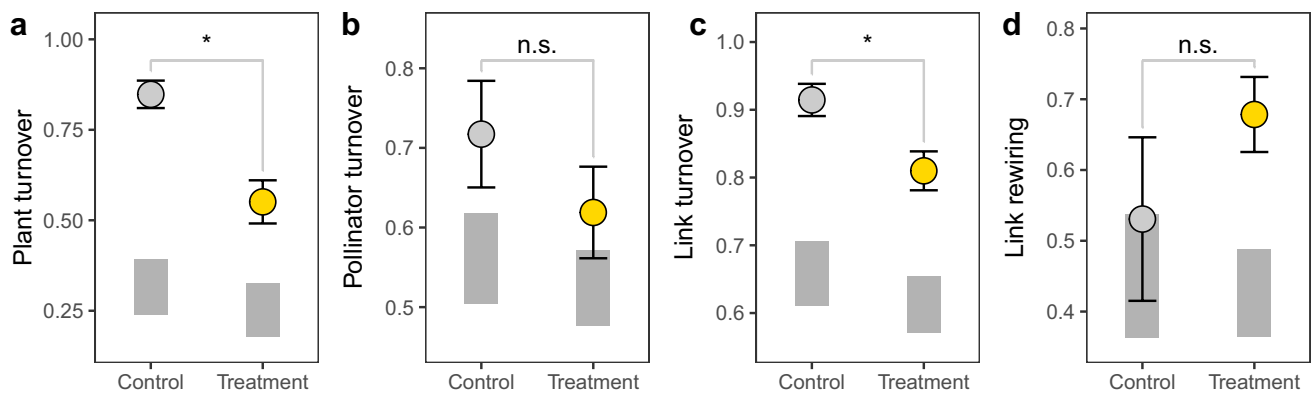 a
*
Plant turnover
1.00
0.75
0.50
0.25
Control
Treatment
b
n.s.
Pollinator turnover
0.8
0.7
0.6
0.5
Control
Treatment
c
*
Link turnover
1.0
0.9
0.8
0.7
0.6
Control
Treatment
d
n.s.
Link rewiring
0.8
0.7
0.6
0.5
0.4
Control
Treatment